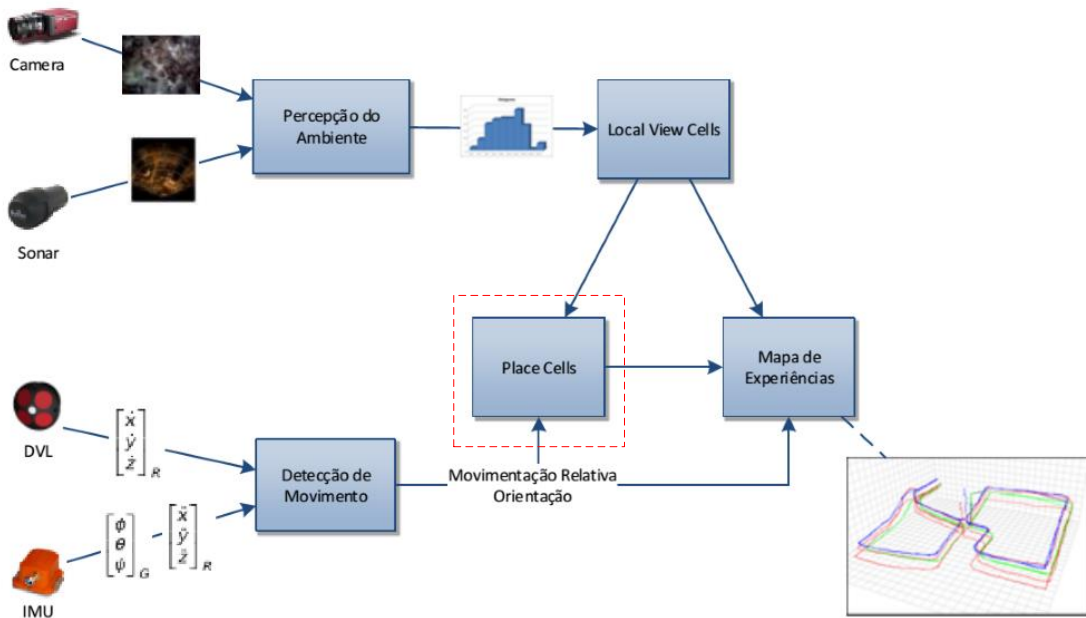 Camera
Percepção do
Ambiente
Local View Cells
Sonar
Place Cells
Mapa de
Experiências
DVL
ẋ
ẏ
ż
R
Detecção de
Movimento
Movimentação Relativa
Orientação
ϕ
θ
ψ
G
ẍ
ÿ
z̈
R
IMU